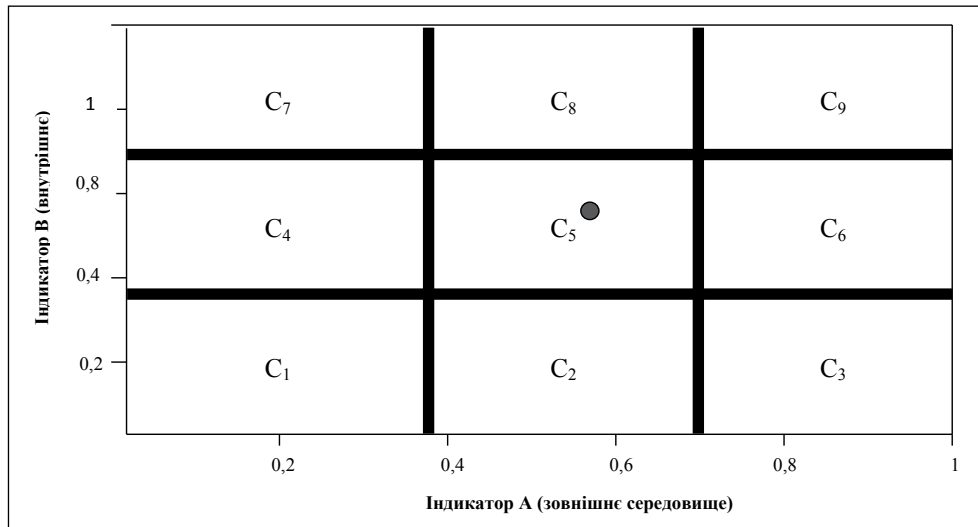 1
C₇
C₈
C₉
0,8
C₄
C₅
C₆
0,4
0,2
C₁
C₂
C₃
0,2
0,4
0,6
0,8
1
Індикатор В (внутрішнє)
Індикатор А (зовнішнє середовище)